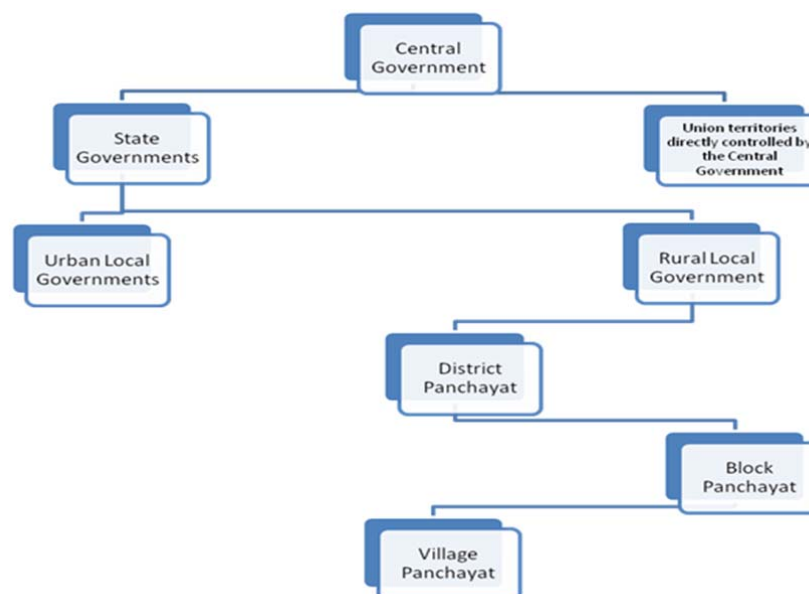 Central
Government
State
Governments
Union territories
directly controlled by
the Central
Government
Urban Local
Governments
Rural Local
Government
District
Panchayat
Block
Panchayat
Village
Panchayat